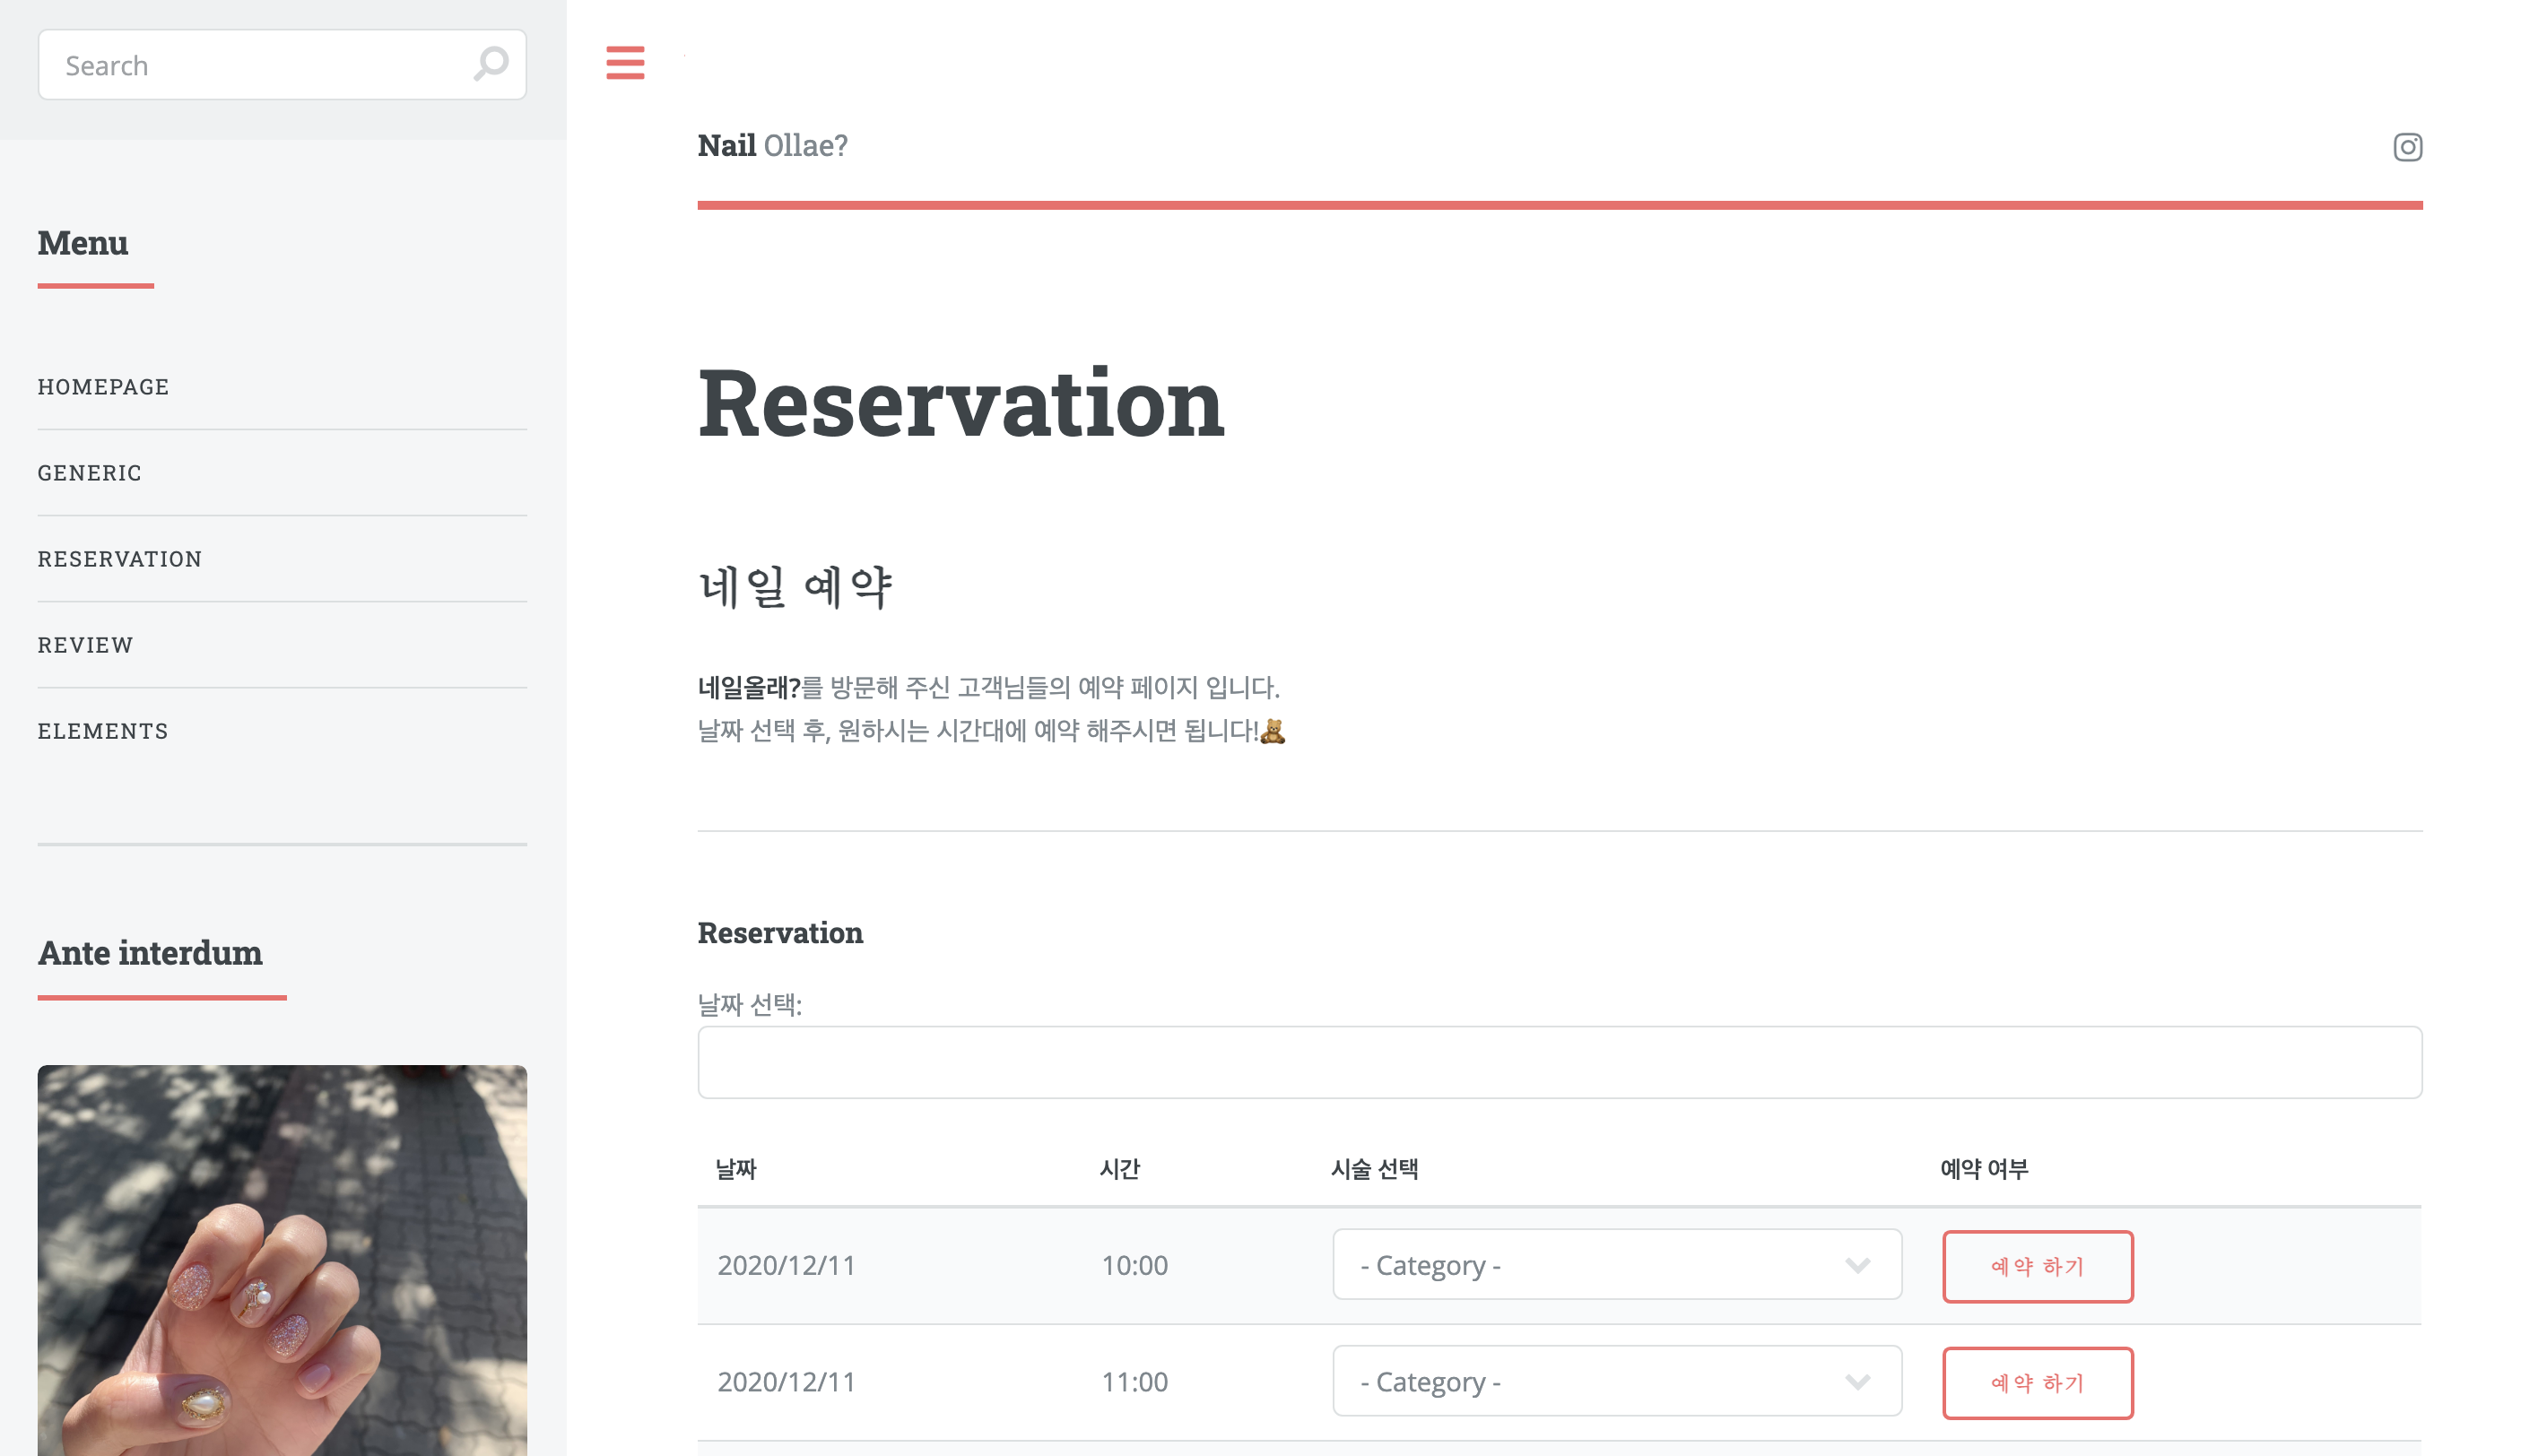 Search
Menu
HOMEPAGE
GENERIC
RESERVATION
REVIEW
ELEMENTS
Ante interdum
Nail Ollae?
Reservation
네일 예약
네일올래?를 방문해 주신 고객님들의 예약 페이지 입니다.
날짜 선택 후, 원하시는 시간대에 예약 해주시면 됩니다!🧸
Reservation
날짜 선택:
날짜 시간 시술 선택 예약 여부
2020/12/11 10:00 - Category - 예약 하기
2020/12/11 11:00 - Category - 예약 하기